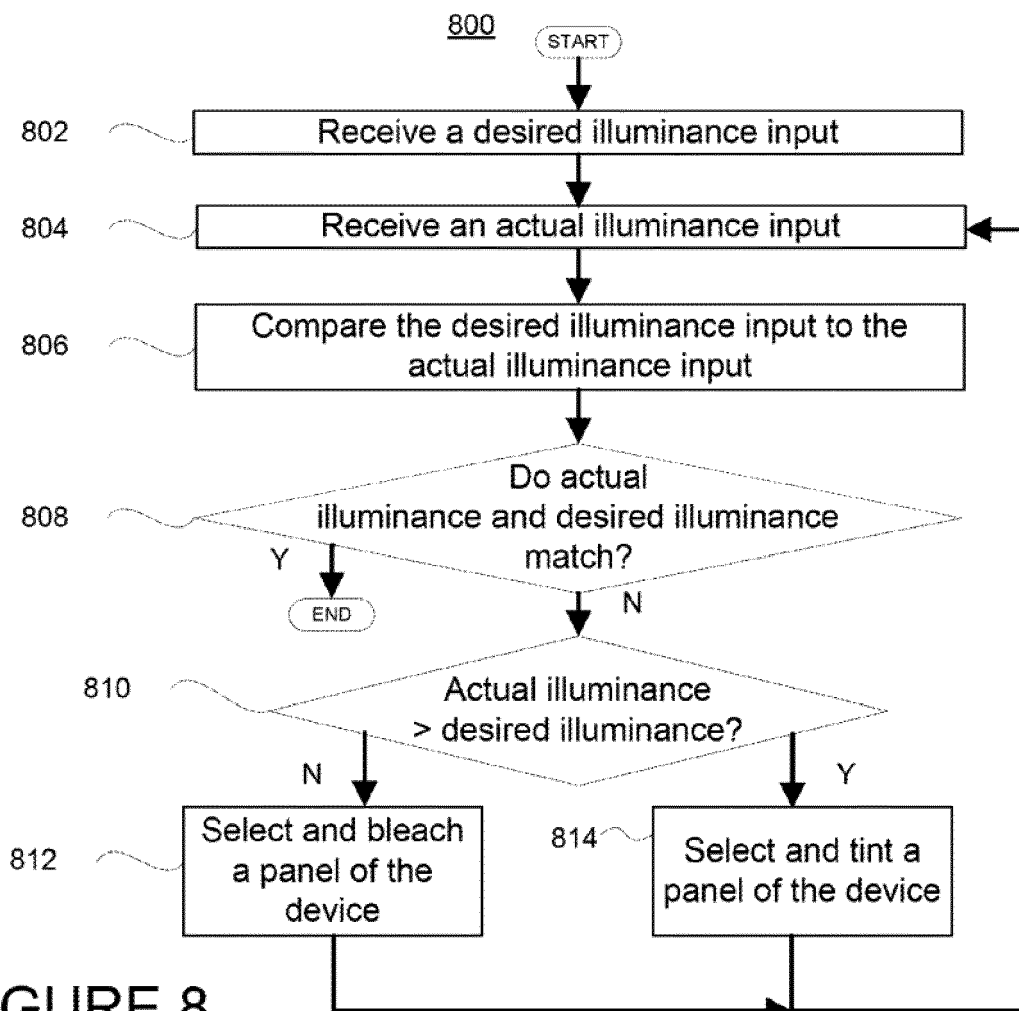 800
START
802
Receive a desired illuminance input
804
Receive an actual illuminance input
806
Compare the desired illuminance input to the
actual illuminance input
808
Do actual
illuminance and desired illuminance
match?
Y
END
N
810
Actual illuminance
> desired illuminance?
N
Y
812
Select and bleach
a panel of the
device
814
Select and tint a
panel of the device
GURE 8